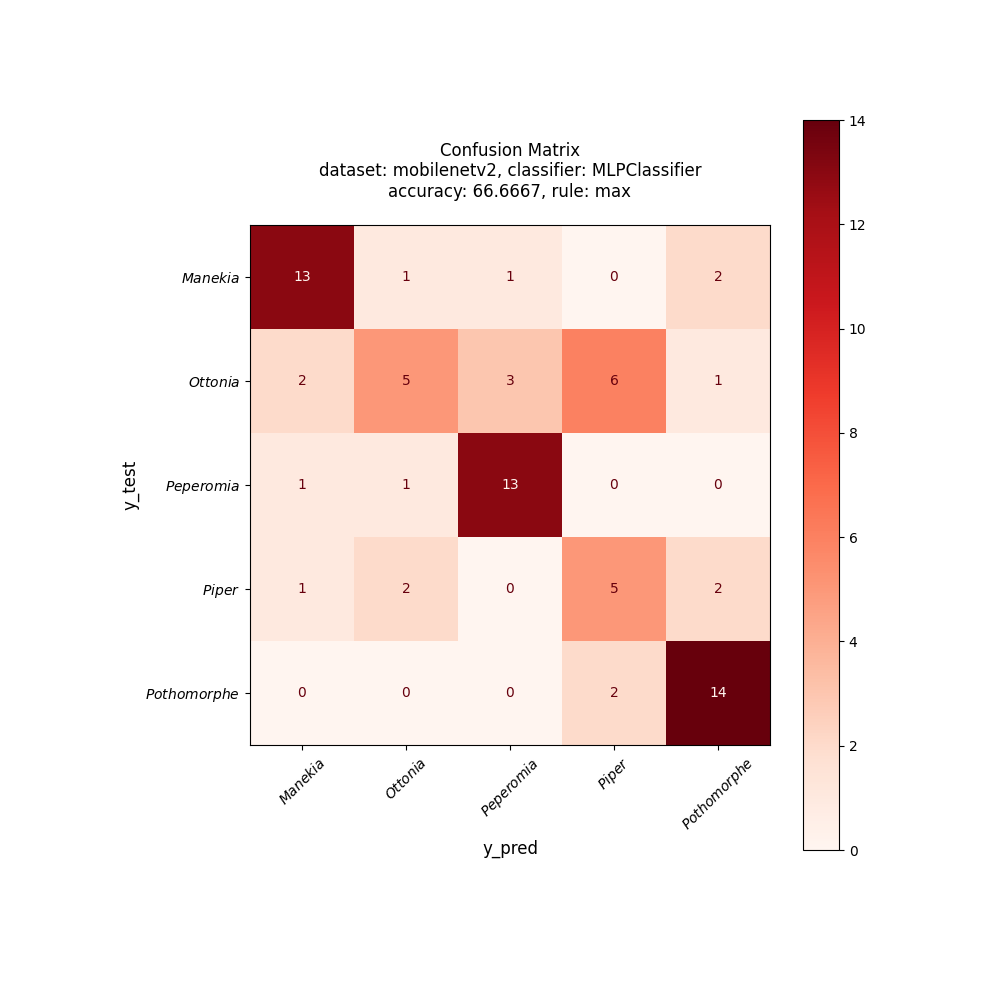 Confusion Matrix
dataset: mobilenetv2, classifier: MLPClassifier
accuracy: 66.6667, rule: max
Manekia 13 1 1 0 2
Ottonia 2 5 3 6 1
Peperomia 1 1 13 0 0
Piper 1 2 0 5 2
Pothomorphe 0 0 0 2 14
Manekia Ottonia Peperomia Piper Pothomorphe
y_pred
y_test
14
12
10
8
6
4
2
0